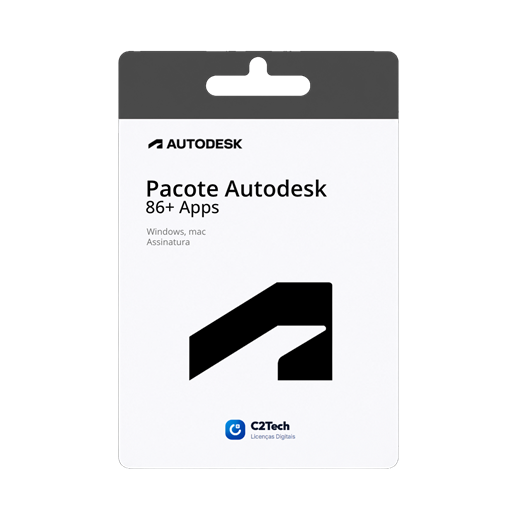 AUTODESK
Pacote Autodesk
86+ Apps
Windows, mac
Assinatura
C2Tech
Licenças Digitais